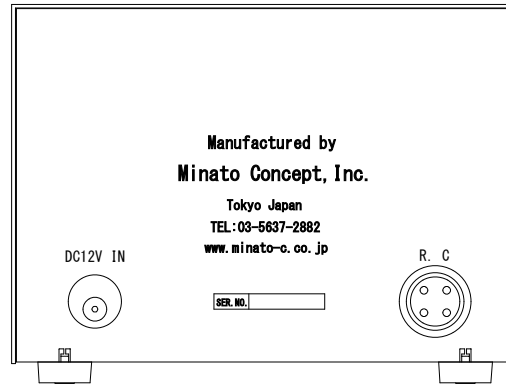 Manufactured by
Minato Concept, Inc.
Tokyo Japan
TEL:03-5637-2882
www.minato-c.co.jp
DC12V IN
R. C
SER.NO.